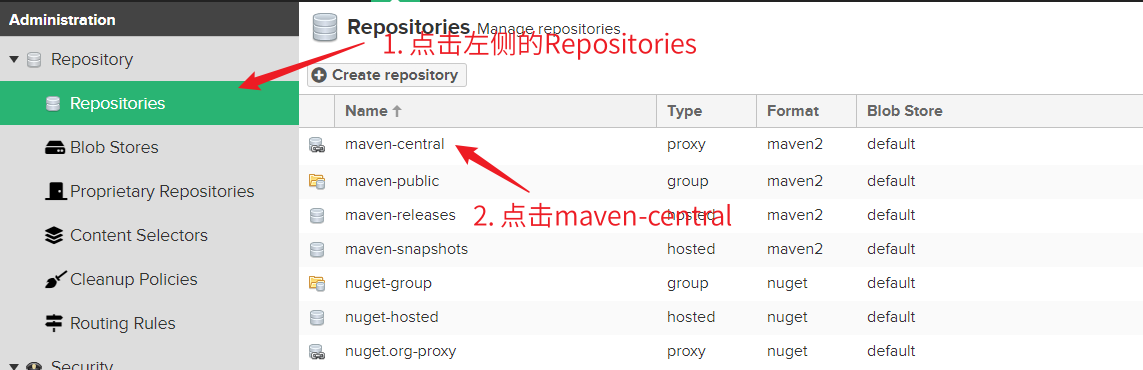 Administration
Repository
Repositories
Blob Stores
Proprietary Repositories
Content Selectors
Cleanup Policies
Routing Rules
Security
Repositories Manage repositories
1. 点击左侧的Repositories
Create repository
Name Type Format Blob Store
maven-central proxy maven2 default
maven-public group maven2 default
maven-releases hosted maven2 default
2. 点击maven-cential
maven-snapshots hosted maven2 default
nuget-group group nuget default
nuget-hosted hosted nuget default
nuget.org-proxy proxy nuget default